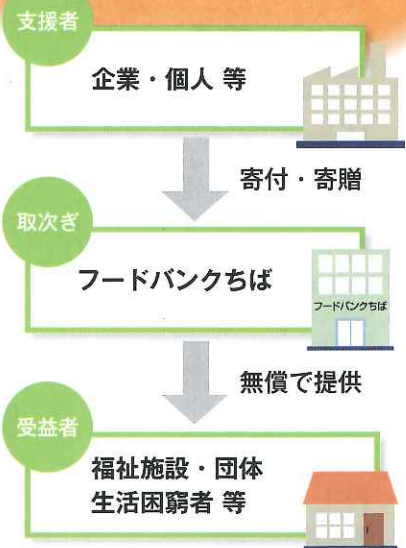 支援者
企業・個人 等
寄付・寄贈
取次ぎ
フードバンクちば
フードバンクちば
無償で提供
受益者
福祉施設・団体
生活困窮者 等